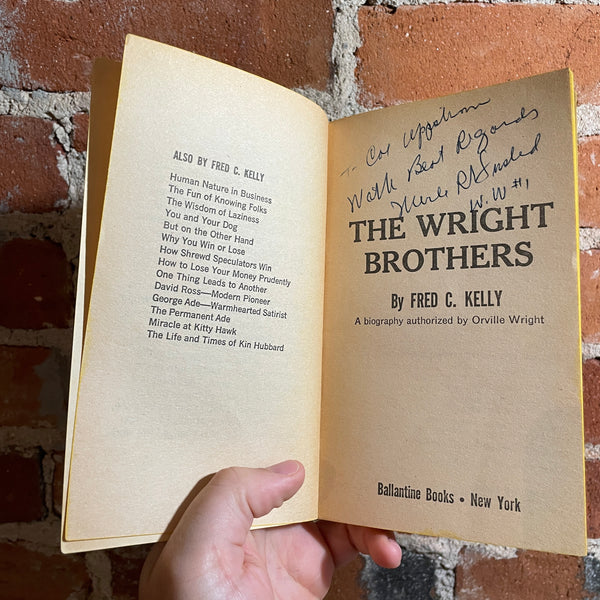 ALSO BY FRED C. KELLY
Human Nature in Business
The Fun of Knowing Folks
The Wisdom of Laziness
You and Your Dog
But on the Other Hand
Why You Win or Lose
How Shrewd Speculators Win
How to Lose Your Money Prudently
One Thing Leads to Another
David Ross—Modern Pioneer
George Ade—Warmhearted Satirist
The Permanent Ade
Miracle at Kitty Hawk
The Life and Times of Kin Hubbard
To Col
With Best Regards
Merle
W.W #1
THE WRIGHT
BROTHERS
By FRED C. KELLY
A biography authorized by Orville Wright
Ballantine Books • New York